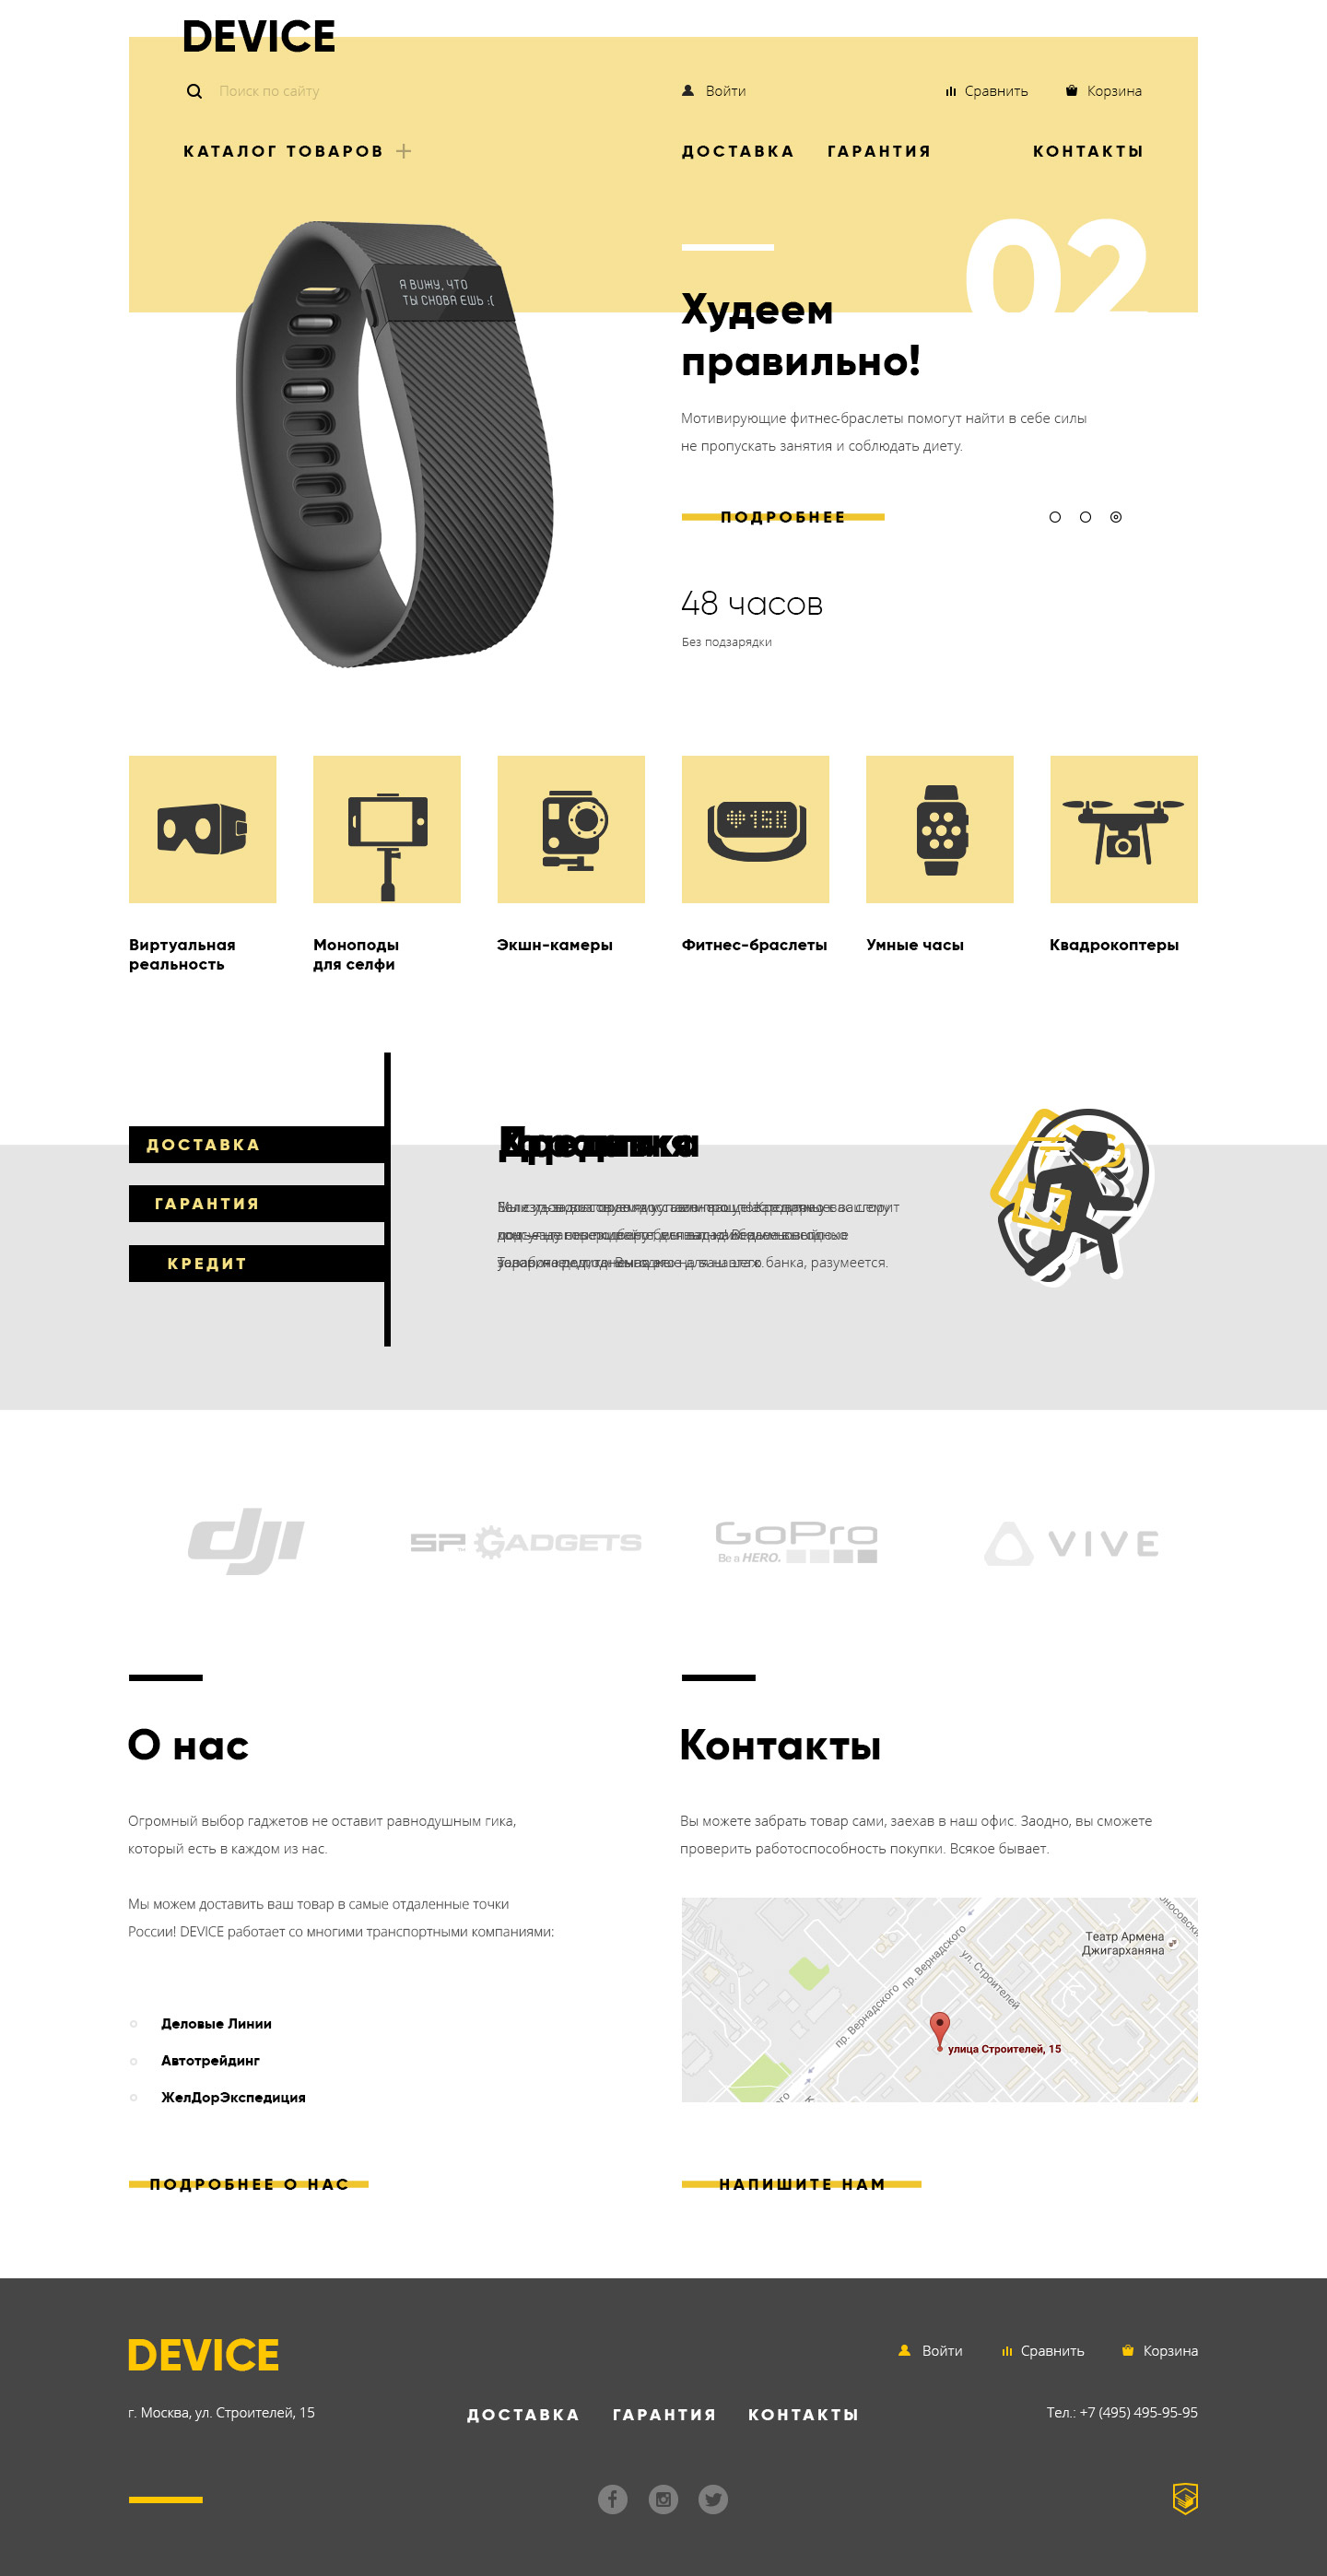 DEVICE
Поиск по сайту
Войти
Сравнить
Корзина
КАТАЛОГ ТОВАРОВ +
ДОСТАВКА
ГАРАНТИЯ
КОНТАКТЫ
02
Я ВИЖУ, ЧТО
ТЫ СНОВА ЕШЬ :(
Худеем
правильно!
Мотивирующие фитнес-браслеты помогут найти в себе силы
не пропускать занятия и соблюдать диету.
ПОДРОБНЕЕ
48 часов
Без подзарядки
150
Виртуальная
реальность
Моноподы
для селфи
Экшн-камеры
Фитнес-браслеты
Умные часы
Квадрокоптеры
ДОСТАВКА
ГАРАНТИЯ
КРЕДИТ
банка, разумеется.
dji
SP GADGETS
GoPro
Be a HERO.
VIVE
О нас
Огромный выбор гаджетов не оставит равнодушным гика,
который есть в каждом из нас.
Мы можем доставить ваш товар в самые отдаленные точки
России! DEVICE работает со многими транспортными компаниями:
Деловые Линии
Автотрейдинг
ЖелДорЭкспедиция
ПОДРОБНЕЕ О НАС
Контакты
Вы можете забрать товар сами, заехав в наш офис. Заодно, вы сможете
проверить работоспособность покупки. Всякое бывает.
Театр Армена
Джигарханяна
пр. Вернадского
ул. Строителей
пр. Вернадского
улица Строителей, 15
НАПИШИТЕ НАМ
DEVICE
Войти
Сравнить
Корзина
г. Москва, ул. Строителей, 15
ДОСТАВКА
ГАРАНТИЯ
КОНТАКТЫ
Тел.: +7 (495) 495-95-95